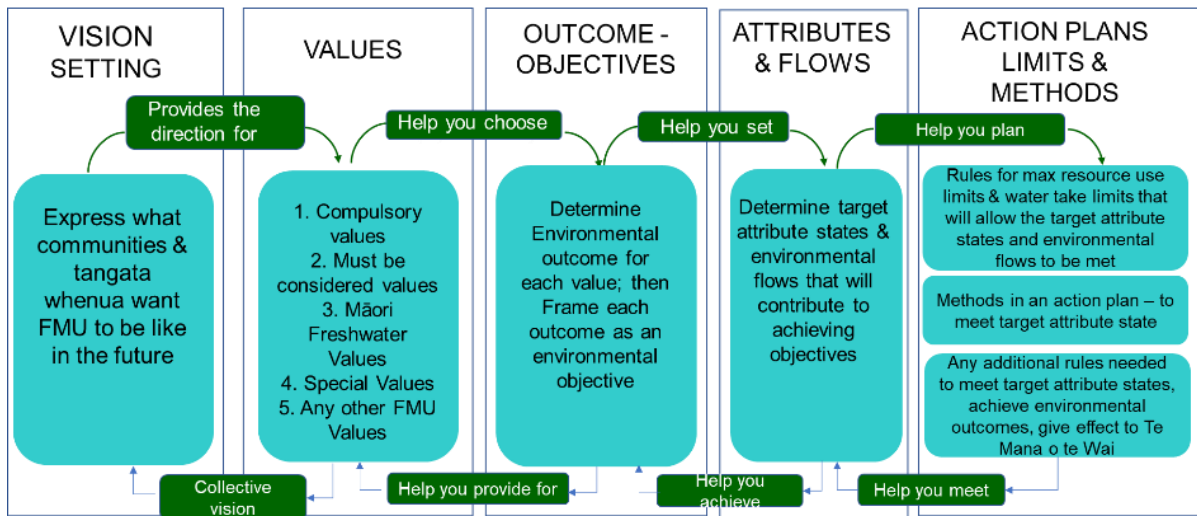 VISION
SETTING
VALUES
OUTCOME -
OBJECTIVES
ATTRIBUTES
& FLOWS
ACTION PLANS
LIMITS &
METHODS
Provides the
direction for
Help you choose
Help you set
Help you plan
Express what
communities &
tangata
whenua want
FMU to be like
in the future
1. Compulsory
values
2. Must be
considered values
3. Māori
Freshwater
Values
4. Special Values
5. Any other FMU
Values
Determine
Environmental
outcome for
each value; then
Frame each
outcome as an
environmental
objective
Determine target
attribute states &
environmental
flows that will
contribute to
achieving
objectives
Rules for max resource use
limits & water take limits that
will allow the target attribute
states and environmental
flows to be met
Methods in an action plan – to
meet target attribute state
Any additional rules needed
to meet target attribute states,
achieve environmental
outcomes, give effect to Te
Mana o te Wai
Collective
vision
Help you provide for
Help you
achieve
Help you meet